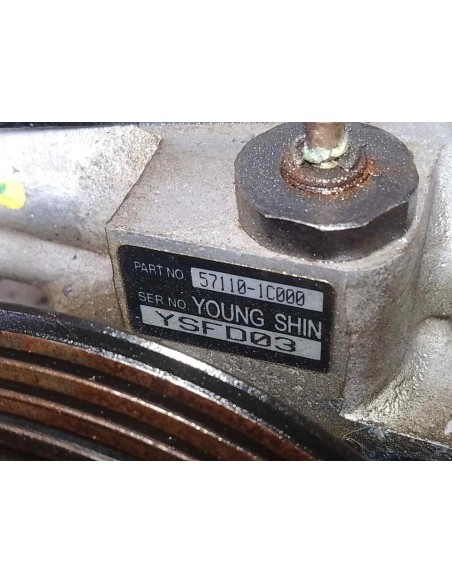 PART NO. 57110-1C000
SER NO. YOUNG SHIN
YSFD03